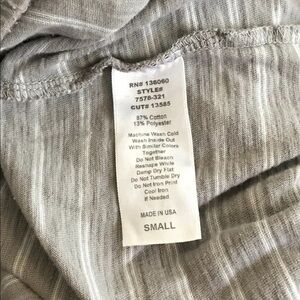 RN# 136060
STYLE#
7578-321
CUT# 13585
87% Cotton
13% Polyester
Machine Wash Cold
Wash Inside Out
With Similar Colors
Together
Do Not Bleach
Reshape While
Damp Dry Flat
Do Not Tumble Dry
Do Not Iron Print
Cool Iron
If Needed
MADE IN USA
SMALL